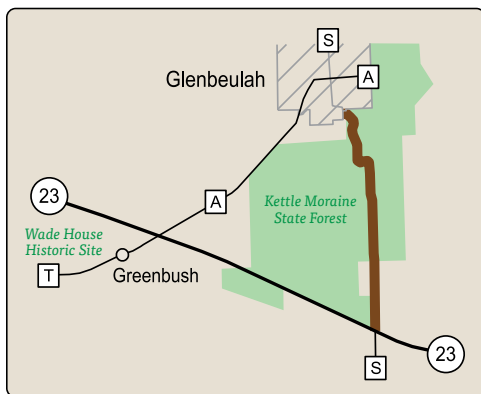 S
Glenbeulah
A
23
A
Kettle Moraine
State Forest
Wade House
Historic Site
T
Greenbush
23
S